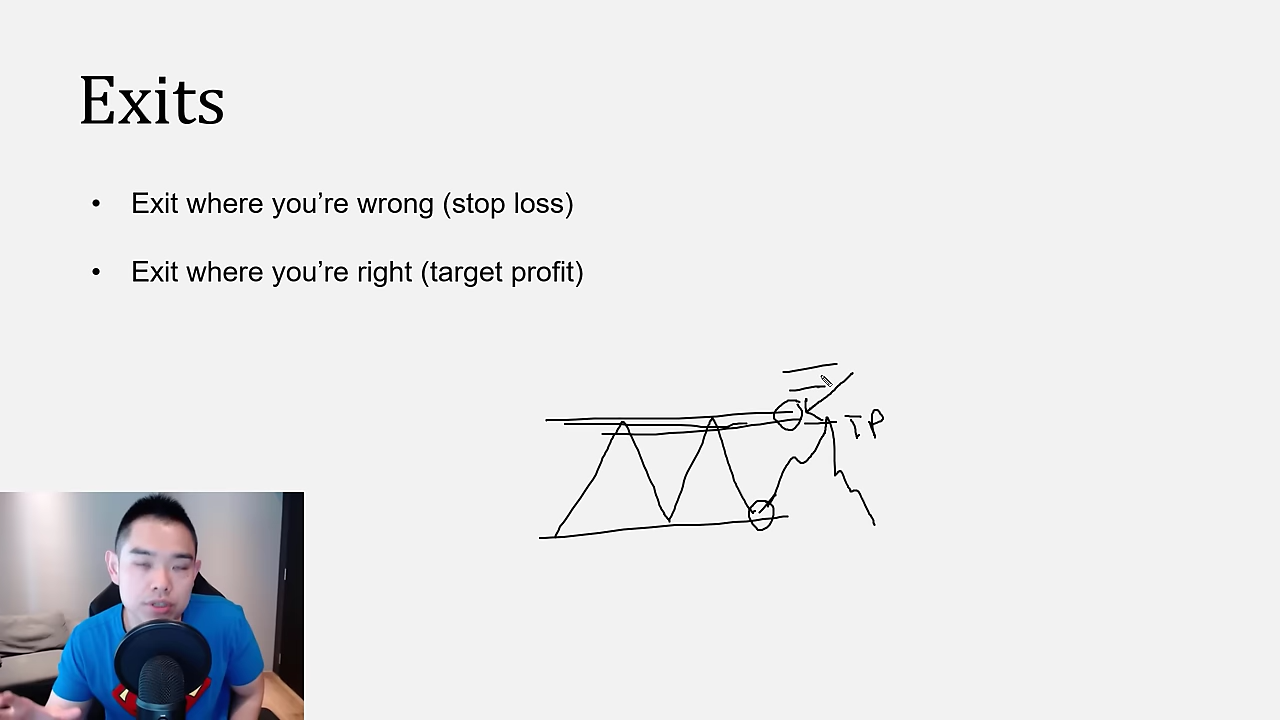 Exits
• Exit where you’re wrong (stop loss)
• Exit where you’re right (target profit)
TP